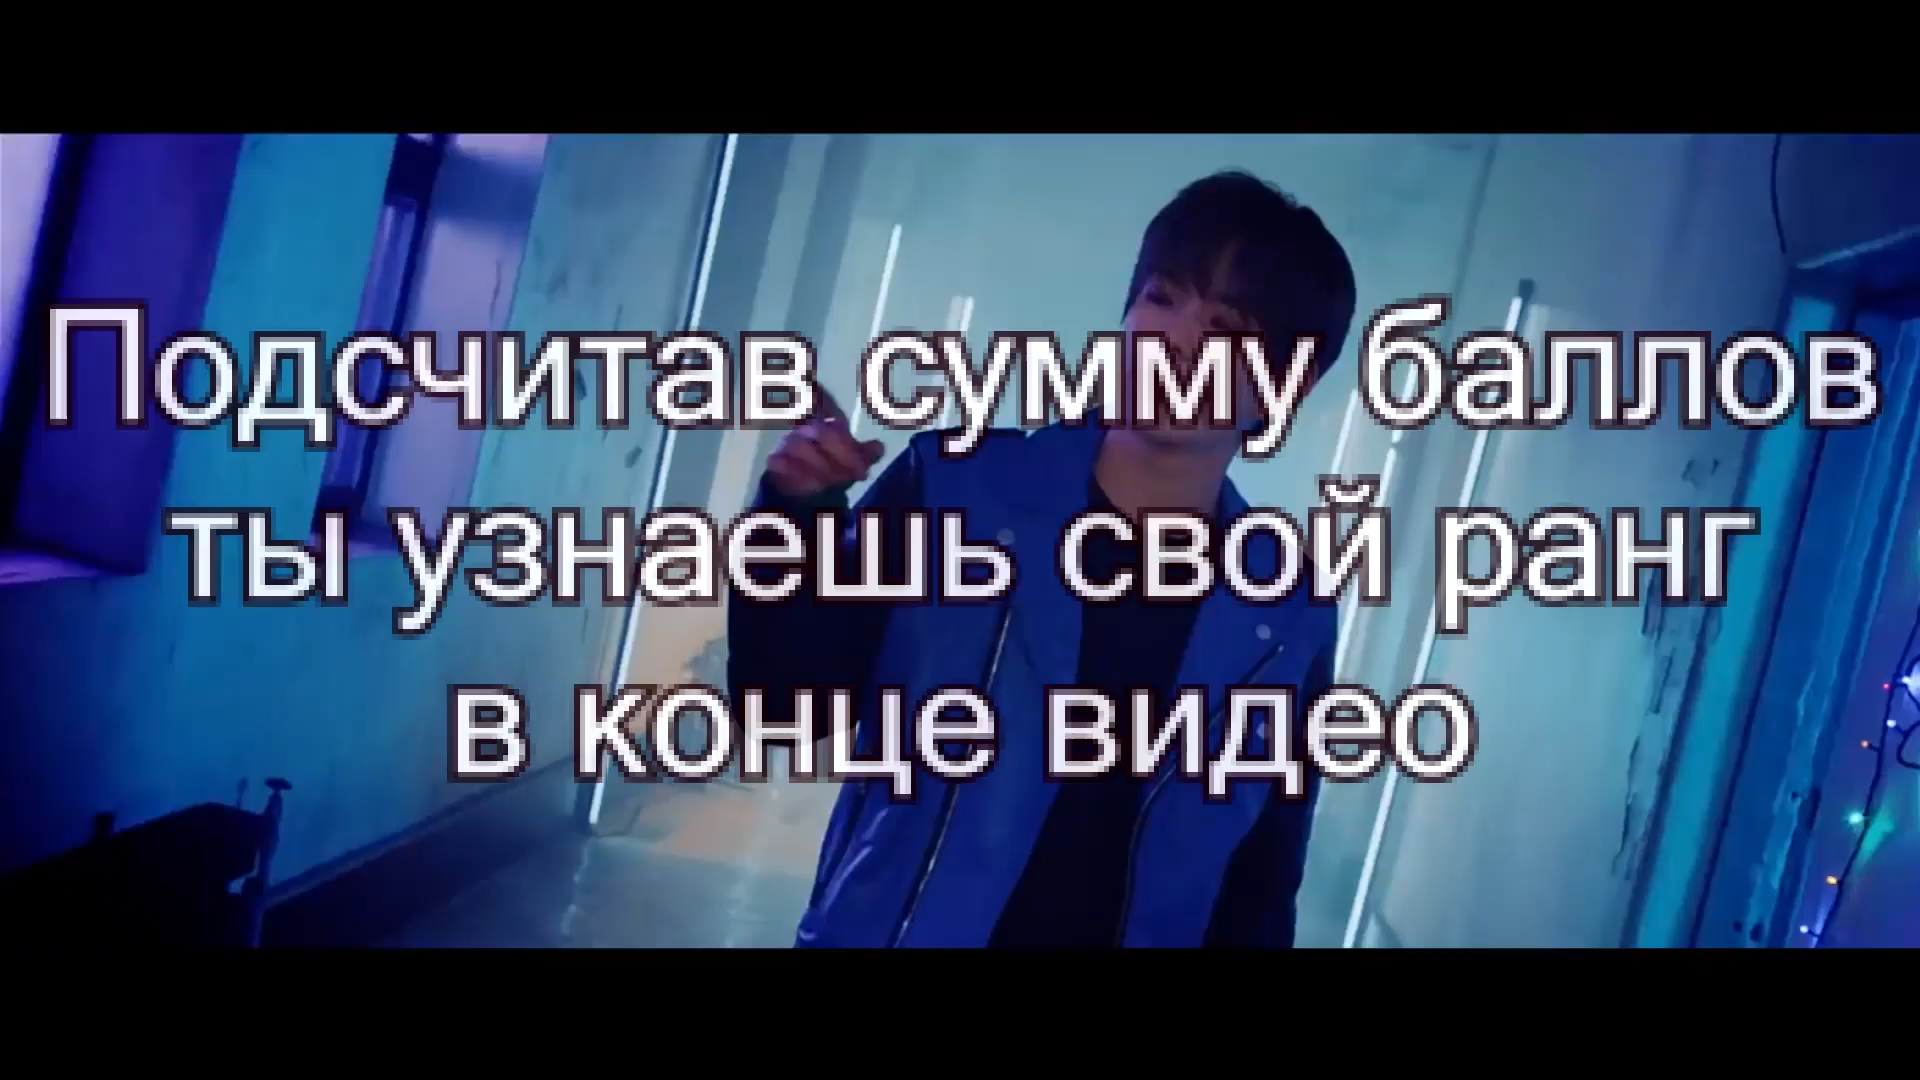 Подсчитав сумму баллов
ты узнаешь свой ранг
в конце видео